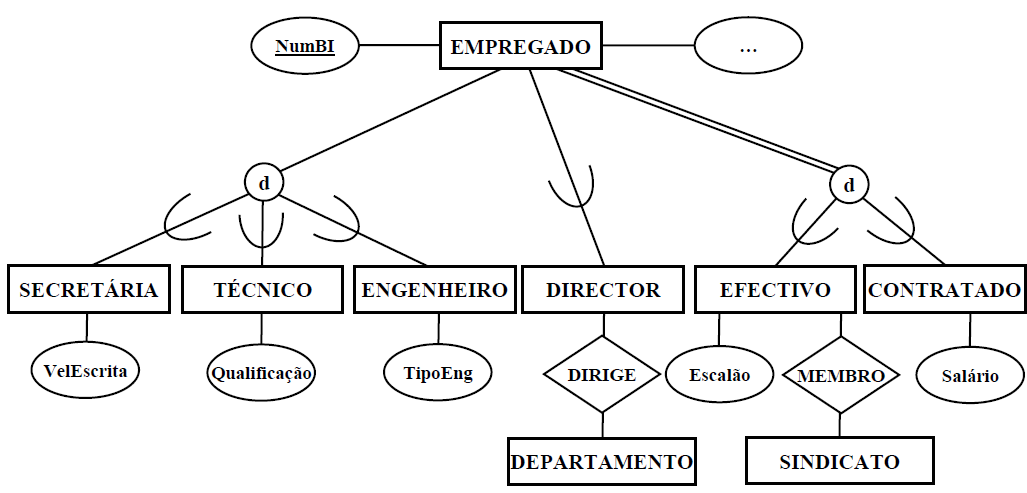 NumBI
EMPREGADO
...
d
d
SECRETÁRIA
TÉCNICO
ENGENHEIRO
DIRECTOR
EFECTIVO
CONTRATADO
VelEscrita
Qualificação
TipoEng
DIRIGE
Escalão
MEMBRO
Salário
DEPARTAMENTO
SINDICATO